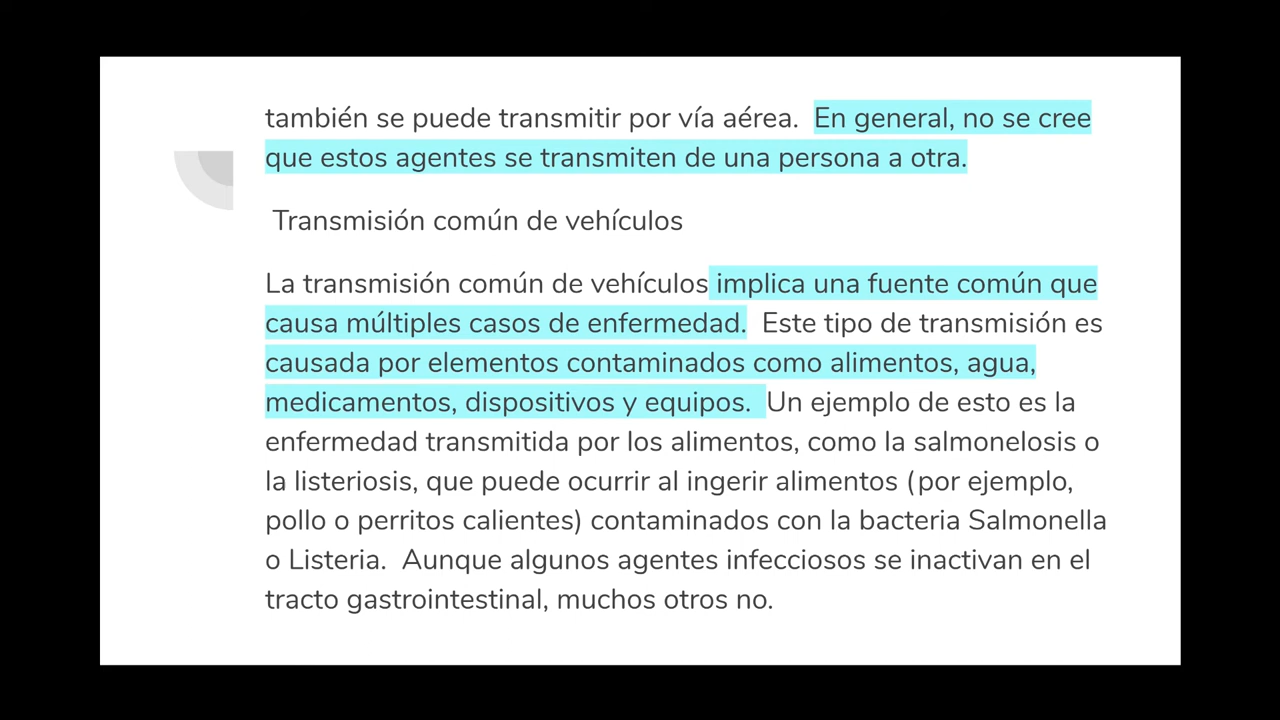 también se puede transmitir por vía aérea.  En general, no se cree
que estos agentes se transmiten de una persona a otra.
Transmisión común de vehículos
La transmisión común de vehículos implica una fuente común que
causa múltiples casos de enfermedad.  Este tipo de transmisión es
causada por elementos contaminados como alimentos, agua,
medicamentos, dispositivos y equipos.  Un ejemplo de esto es la
enfermedad transmitida por los alimentos, como la salmonelosis o
la listeriosis, que puede ocurrir al ingerir alimentos (por ejemplo,
pollo o perritos calientes) contaminados con la bacteria Salmonella
o Listeria.  Aunque algunos agentes infecciosos se inactivan en el
tracto gastrointestinal, muchos otros no.